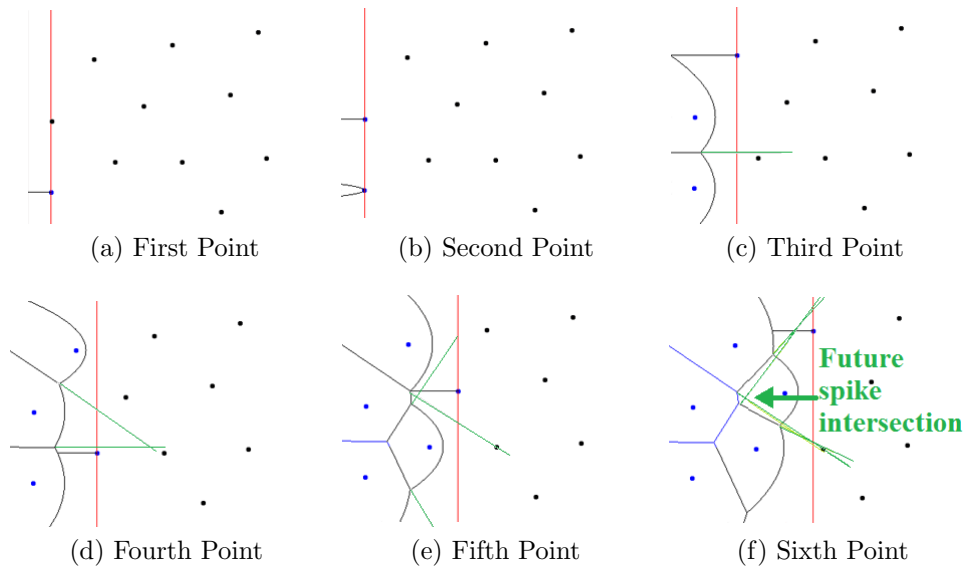 (a) First Point
(b) Second Point
(c) Third Point
Future
spike
intersection
(d) Fourth Point
(e) Fifth Point
(f) Sixth Point